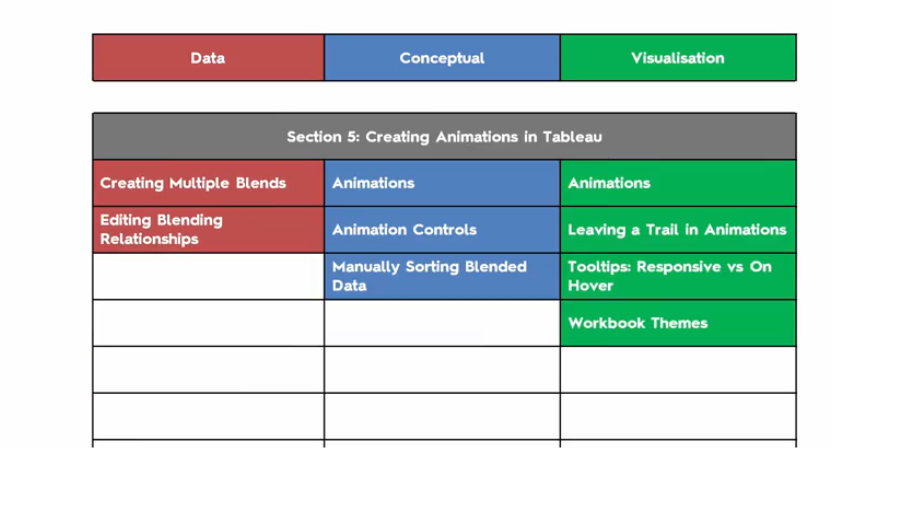 Data Conceptual Visualisation
Section 5: Creating Animations in Tableau
Creating Multiple Blends Animations Animations
Editing Blending
Relationships
Animation Controls Leaving a Trail in Animations
Manually Sorting Blended
Data
Tooltips: Responsive vs On
Hover
Workbook Themes